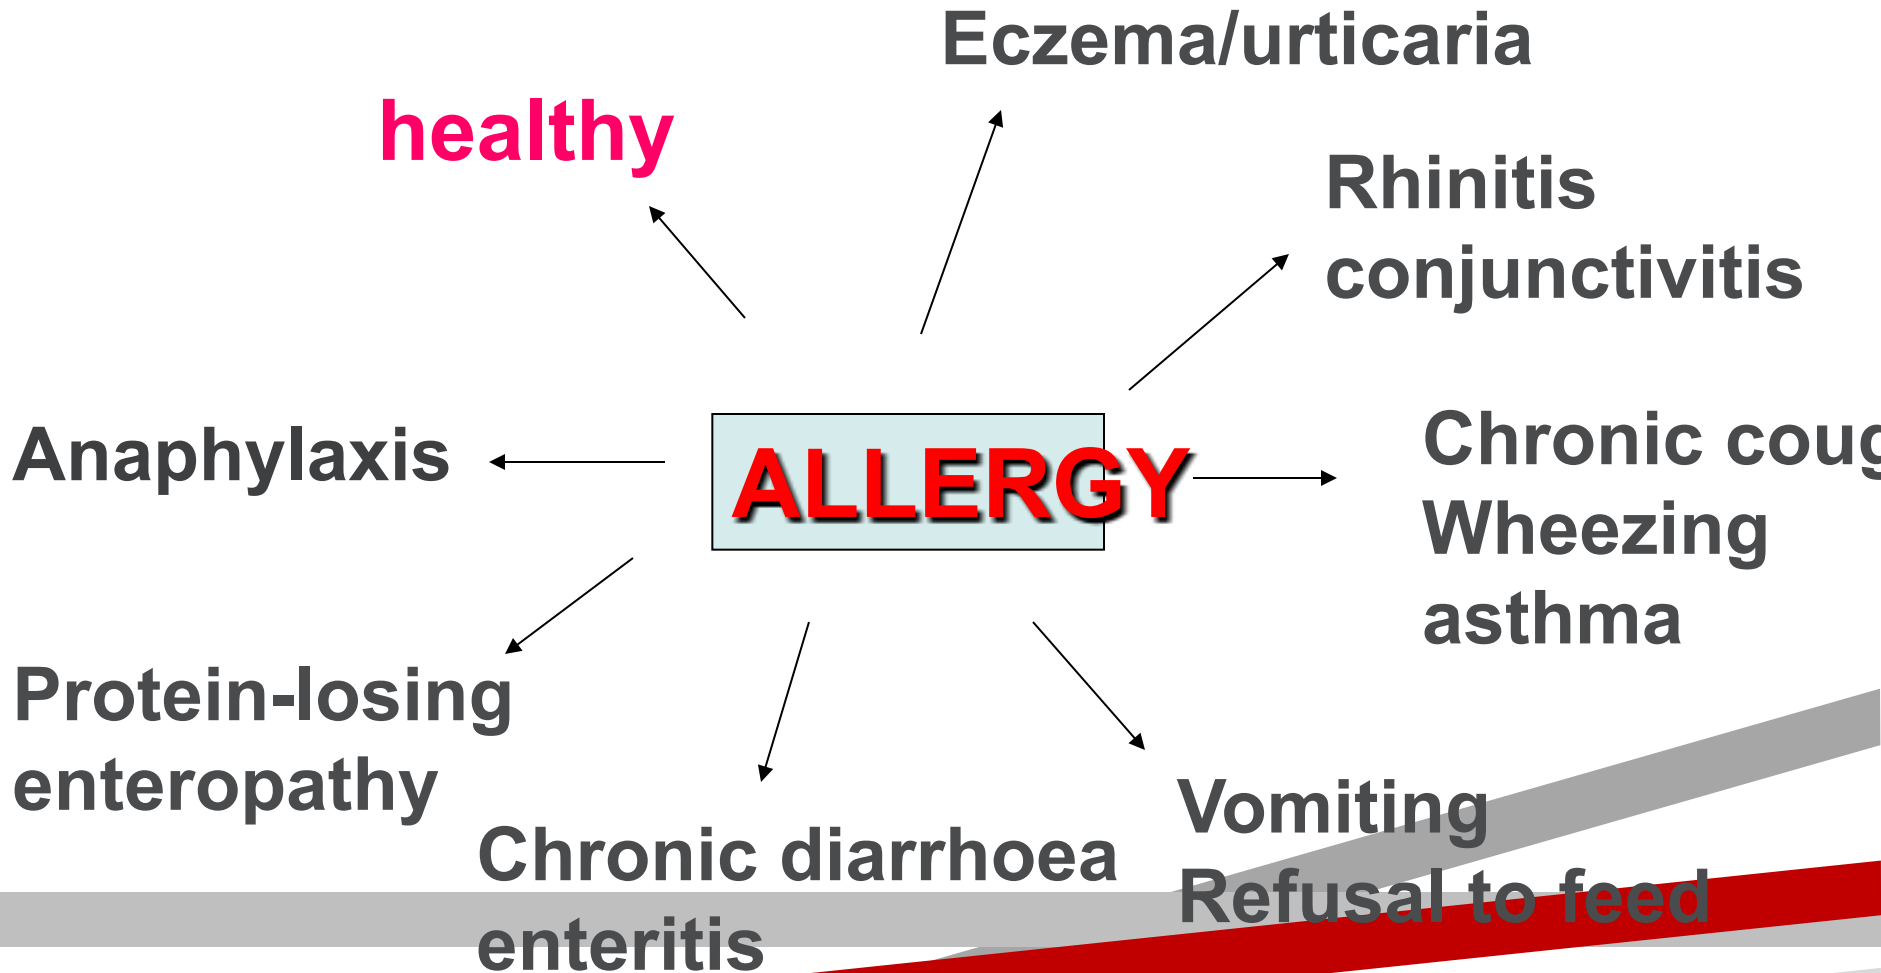 Eczema/urticaria
healthy
Rhinitis
conjunctivitis
Anaphylaxis
ALLERGY
Chronic coug
Wheezing
asthma
Protein-losing
enteropathy
Vomiting
Refusal to feed
Chronic diarrhoea
enteritis